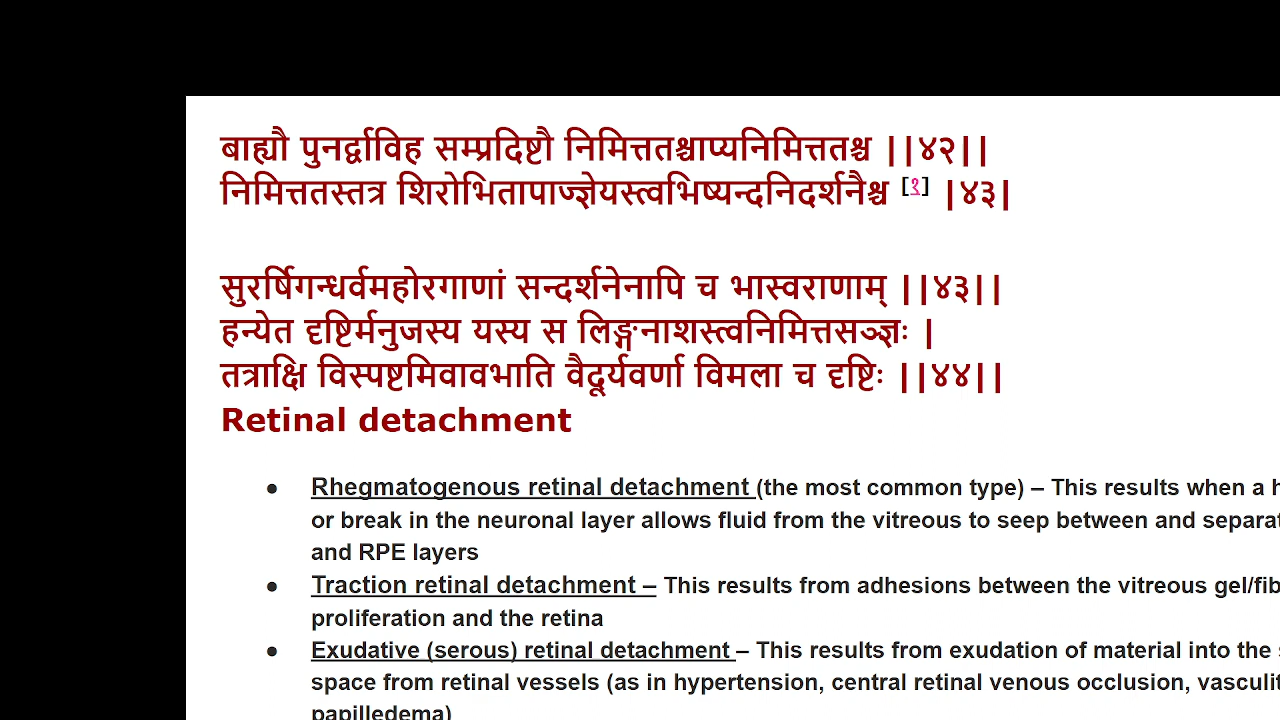 बाह्यौ पुनर्द्वाविह सम्प्रदिष्टौ निमित्ततश्चाप्यनिमित्ततश्च ||४२||
निमित्ततस्तत्र शिरोभितापाज्ज्ञेयस्त्वभिष्यन्दनिदर्शनैश्च [१] |४३|
सुरर्षिगन्धर्वमहोरगाणां सन्दर्शनेनापि च भास्वराणाम् ||४३||
हन्येत दृष्टिर्मनुजस्य यस्य स लिङ्गनाशस्त्वनिमित्तसञ्ज्ञः |
तत्राक्षि विस्पष्टमिवावभाति वैदूर्यवर्णा विमला च दृष्टिः ||४४||
Retinal detachment
● Rhegmatogenous retinal detachment (the most common type) – This results when a
or break in the neuronal layer allows fluid from the vitreous to seep between and
and RPE layers
● Traction retinal detachment – This results from adhesions between the vitreous
proliferation and the retina
● Exudative (serous) retinal detachment – This results from exudation of material into the
space from retinal vessels (as in hypertension, central retinal venous occlusion,
papilledema)